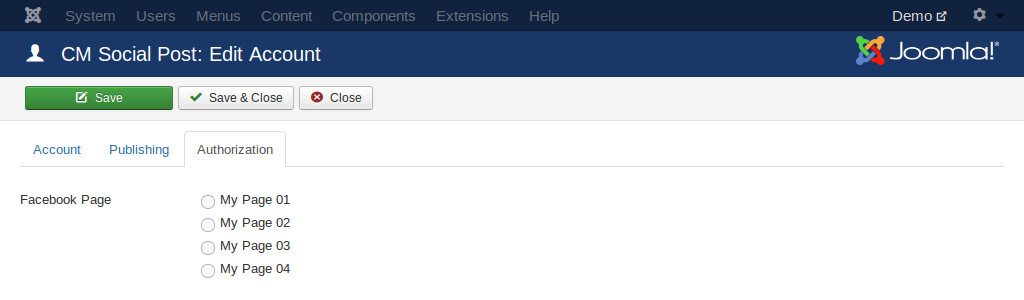 System Users Menus Content Components Extensions Help Demo
CM Social Post: Edit Account Joomla!®
Save Save & Close Close
Account Publishing Authorization
Facebook Page My Page 01
My Page 02
My Page 03
My Page 04